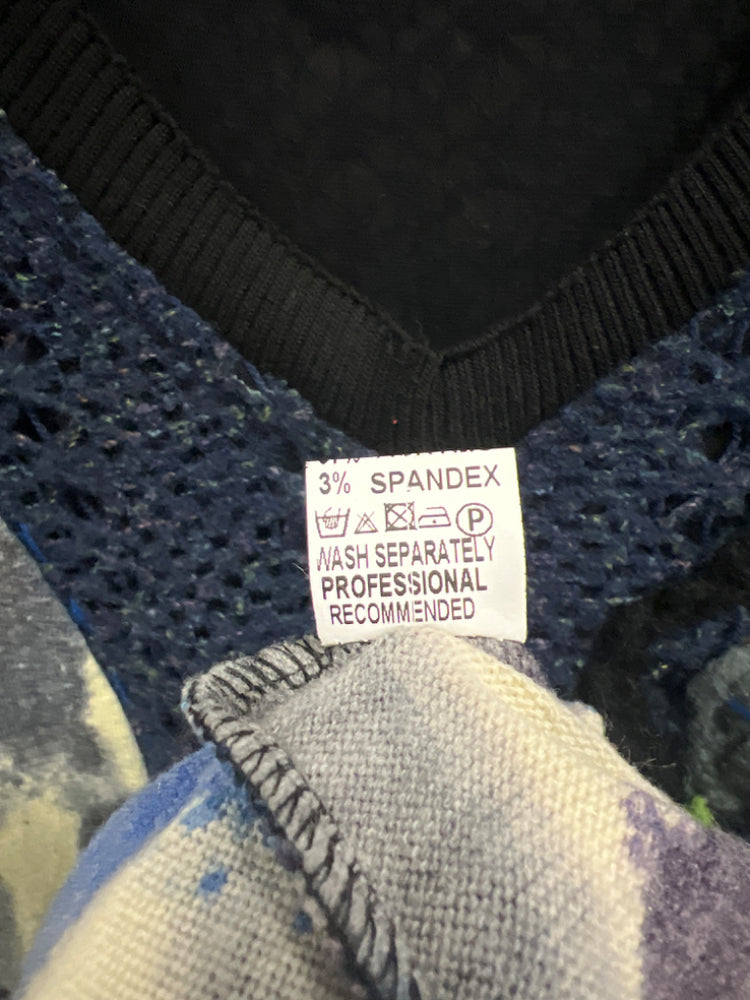 3% SPANDEX
P
WASH SEPARATELY
PROFESSIONAL
RECOMMENDED